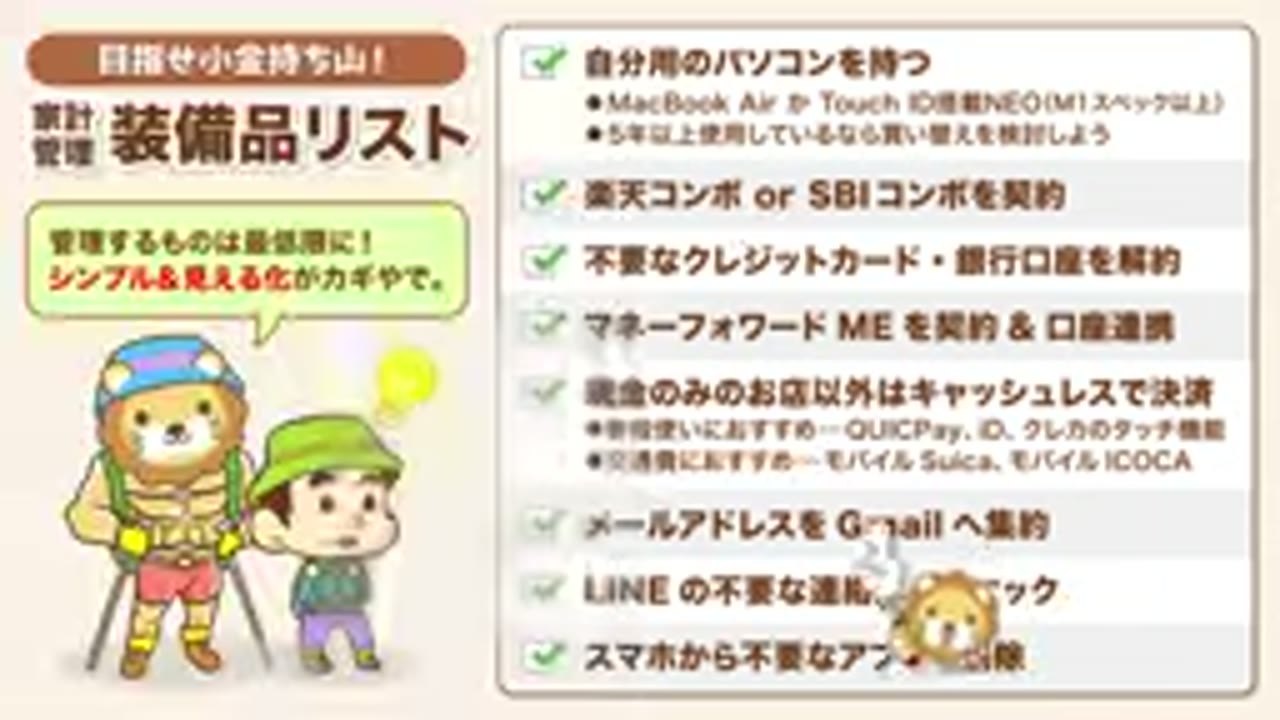 目指せ小金持ち山！
家計管理 装備品リスト
管理するものは最低限に！
シンプル&見える化がカギやで。
自分用のパソコンを持つ
●MacBook Air か Touch ID搭載NEO(M1スペック以上)
●5年以上使用しているなら買い替えを検討しよう
楽天コンボ or SBIコンボを契約
不要なクレジットカード・銀行口座を解約
マネーフォワード ME を契約 & 口座連携
現金のみのお店以外はキャッシュレスで決済
●普段使いにおすすめ…QUICPay、iD、クレカのタッチ機能
●交通費におすすめ…モバイル Suica、モバイル ICOCA
メールアドレスを Gmail へ集約
LINE の不要な連 ック
スマホから不要なア 除